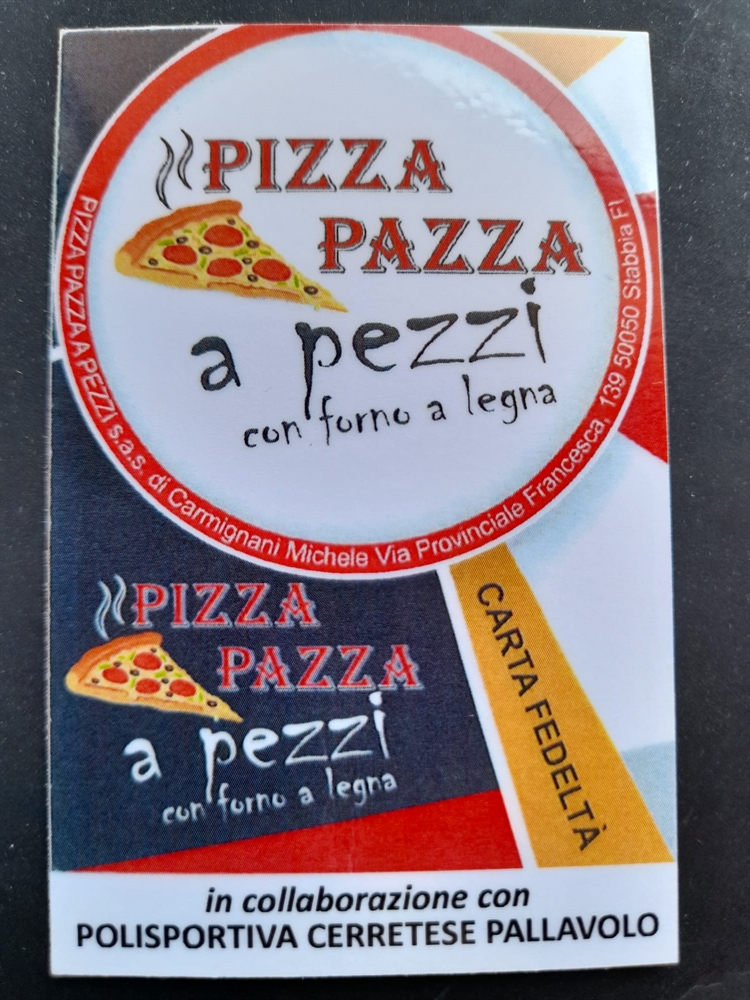 PIZZA
PAZZA
a pezzi
con forno a legna
PIZZA PAZZA A PEZZI s.a.s. di Carmignani Michele Via Provinciale Francesca, 139 50050 Stabbia FI
PIZZA
PAZZA
a pezzi
con forno a legna
CARTA FEDELTÀ
in collaborazione con
POLISPORTIVA CERRETESE PALLAVOLO